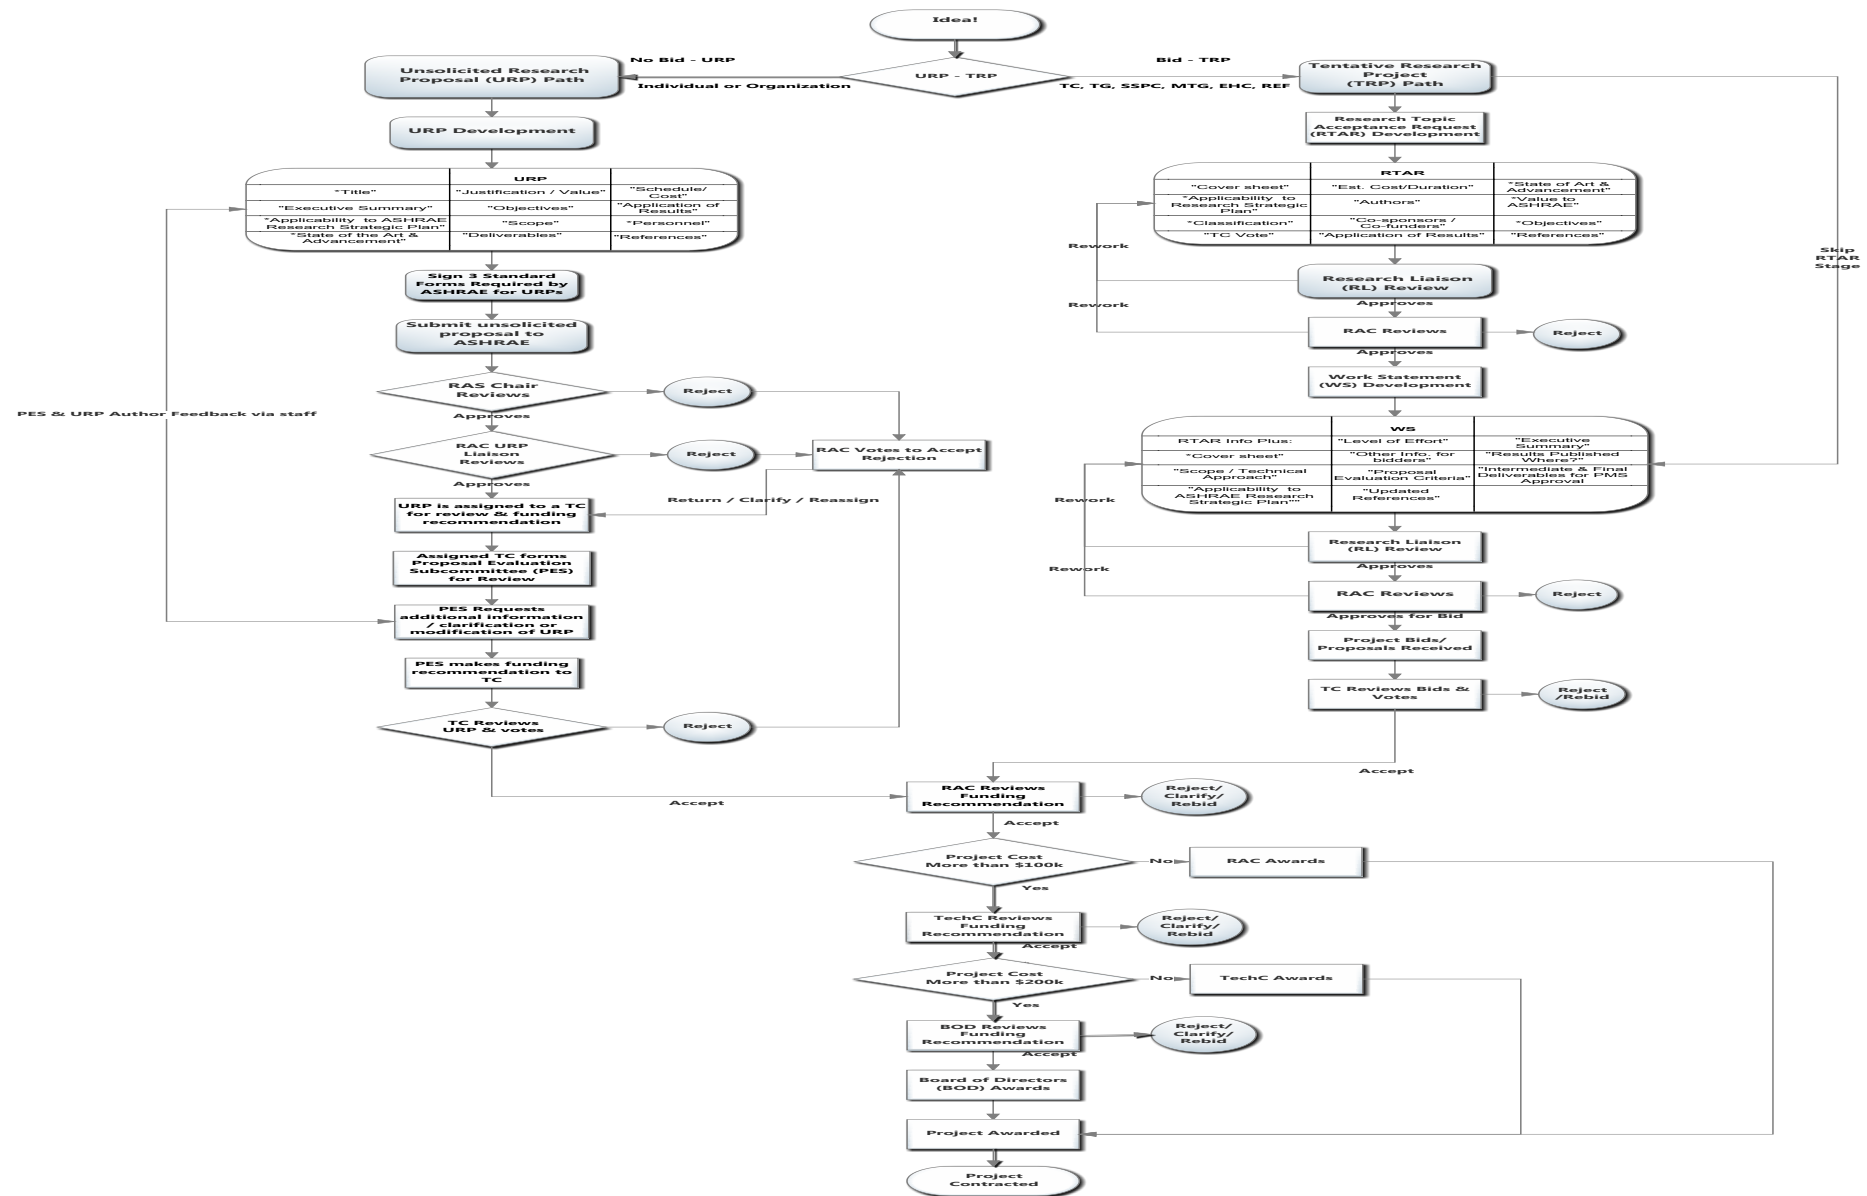 Idea!
URP - TRP
No Bid - URP
Individual or Organization
Bid - TRP
TC, TG, SSPC, MTG, EHC, REF
Unsolicited Research
Proposal (URP) Path
URP Development
URP
*Title"
"Justification / Value"
"Schedule/
Cost"
"Executive Summary"
"Objectives"
"Application of
Results"
*Applicability  to ASHRAE
Research Strategic Plan"
"Scope"
*Personnel"
"State of the Art &
Advancement"
"Deliverables"
"References"
Sign 3 Standard
Forms Required by
ASHRAE for URPs
Submit unsolicited
proposal to
ASHRAE
RAS Chair
Reviews
Reject
Approves
PES & URP Author Feedback via staff
RAC URP
Liaison
Reviews
Reject
RAC Votes to Accept
Rejection
Approves
Return / Clarify / Reassign
URP is assigned to a TC
for review & funding
recommendation
Assigned TC forms
Proposal Evaluation
Subcommittee (PES)
for Review
PES Requests
additional information
/ clarification or
modification of URP
PES makes funding
recommendation to
TC
TC Reviews
URP & votes
Reject
Accept
Tentative Research
Project
(TRP) Path
Research Topic
Acceptance Request
(RTAR) Development
RTAR
"Cover sheet"
"Est. Cost/Duration"
*State of Art &
Advancement"
*Applicability  to
Research Strategic
Plan"
"Authors"
*Value to
ASHRAE"
*Classification"
"Co-sponsors /
Co-funders"
*Objectives"
"TC Vote"
"Application of Results"
"References"
Rework
Skip
RTAR
Stage
Research Liaison
(RL) Review
Rework
Approves
RAC Reviews
Reject
Approves
Work Statement
(WS) Development
WS
RTAR Info Plus:
"Level of Effort"
"Executive
Summary"
*Cover sheet"
"Other Info. for
bidders"
"Results Published
Where?"
"Scope / Technical
Approach"
"Proposal
Evaluation Criteria"
"Intermediate & Final
Deliverables for PMS
Approval
"Applicability  to
ASHRAE Research
Strategic Plan""
"Updated
References"
Rework
Research Liaison
(RL) Review
Rework
Approves
RAC Reviews
Reject
Approves for Bid
Project Bids/
Proposals Received
TC Reviews Bids &
Votes
Reject
/Rebid
Accept
RAC Reviews
Funding
Recommendation
Reject/
Clarify/
Rebid
Accept
Project Cost
More than $100k
No
RAC Awards
Yes
TechC Reviews
Funding
Recommendation
Reject/
Clarify/
Rebid
Accept
Project Cost
More than $200k
No
TechC Awards
Yes
BOD Reviews
Funding
Recommendation
Reject/
Clarify/
Rebid
Accept
Board of Directors
(BOD) Awards
Project Awarded
Project
Contracted